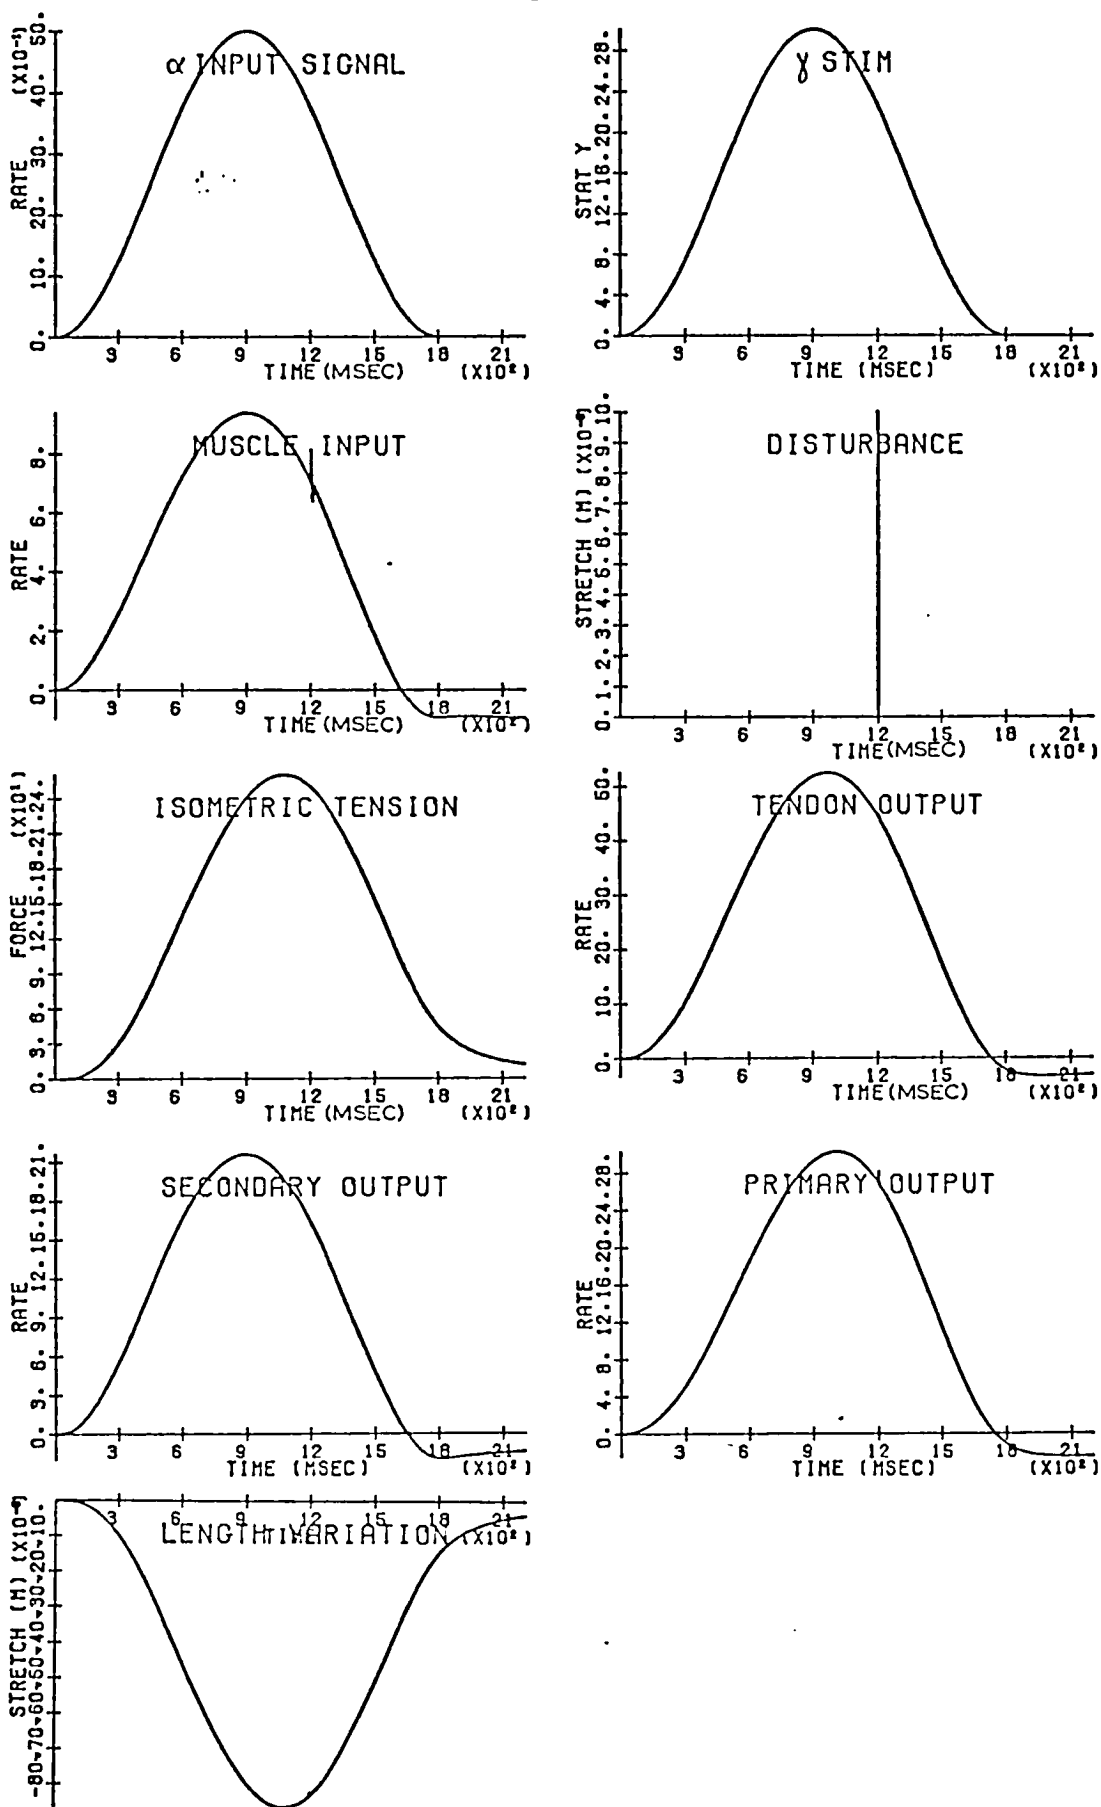 α INPUT SIGNAL
RATE (X10⁻¹)
0. 10. 20. 30. 40. 50.
3 6 9 12 15 18 21
TIME (MSEC) (X10²)
γ STIM
STAT Y
0. 4. 8. 12. 16. 20. 24. 28.
3 6 9 12 15 18 21
TIME (MSEC) (X10²)
MUSCLE INPUT
RATE
0. 2. 4. 6. 8.
3 6 9 12 15 18 21
TIME (MSEC) (X10²)
DISTURBANCE
STRETCH (M) (X10⁻⁶)
0. 1. 2. 3. 4. 5. 6. 7. 8. 9. 10.
3 6 9 12 15 18 21
TIME (MSEC) (X10²)
ISOMETRIC TENSION
FORCE (X10¹)
0. 3. 6. 9. 12. 15. 18. 21. 24.
3 6 9 12 15 18 21
TIME (MSEC) (X10²)
TENDON OUTPUT
RATE
0. 10. 20. 30. 40. 50.
3 6 9 12 15 18 21
TIME (MSEC) (X10²)
SECONDARY OUTPUT
RATE
0. 3. 6. 9. 12. 15. 18. 21.
3 6 9 12 15 18 21
TIME (MSEC) (X10²)
PRIMARY OUTPUT
RATE
0. 4. 8. 12. 16. 20. 24. 28.
3 6 9 12 15 18 21
TIME (MSEC) (X10²)
LENGTH VARIATION
STRETCH (M) (X10⁻⁶)
-80. -70. -60. -50. -40. -30. -20. -10.
3 6 9 12 15 18 21
(X10²)